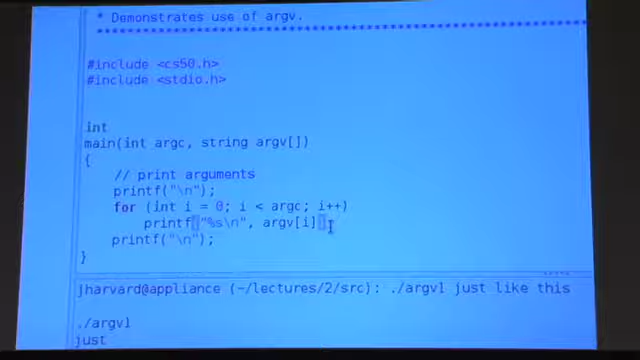 * Demonstrates use of argv.
#include <cs50.h>
#include <stdio.h>
int
main(int argc, string argv[])
{
// print arguments
printf("\n");
for (int i = 0; i < argc; i++)
printf("%s\n", argv[i]);
printf("\n");
}
jharvard@appliance (~/lectures/2/src): ./argv1 just like this
./argv1
just